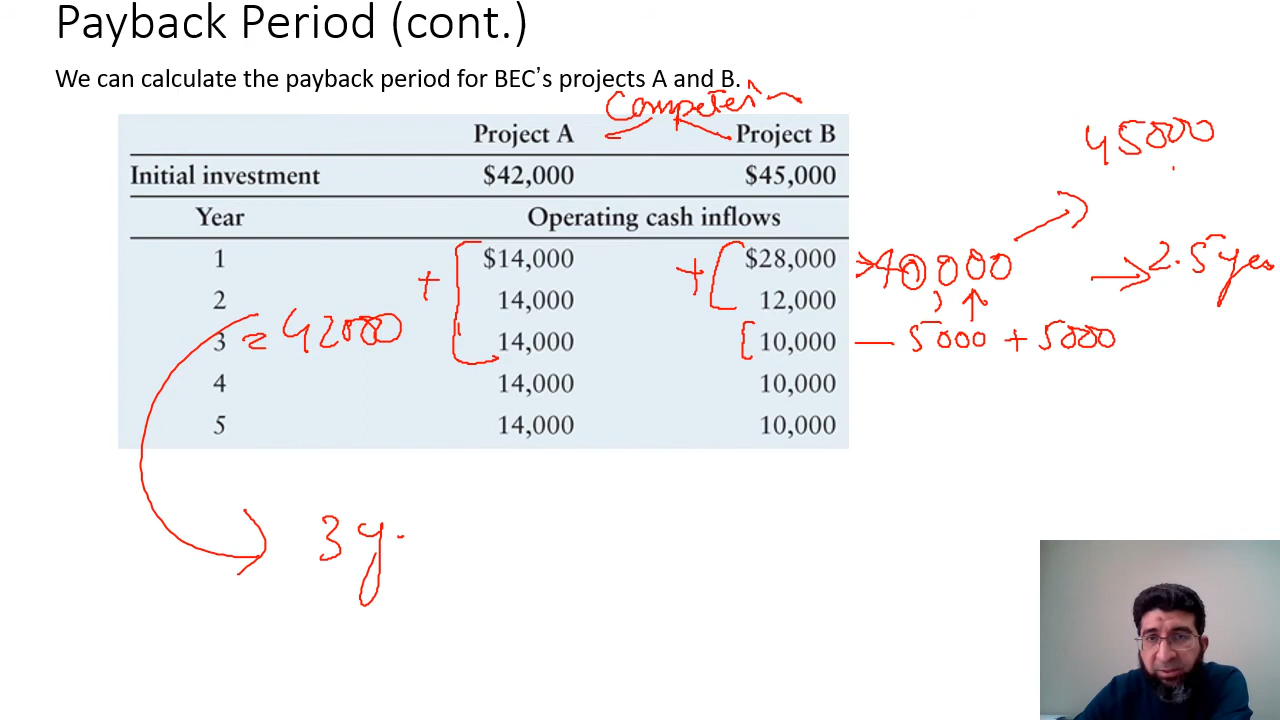 Payback Period (cont.)
We can calculate the payback period for BEC's projects A and B.
Project A Project B
Initial investment $42,000 $45,000
Year Operating cash inflows
1 $14,000 $28,000
2 14,000 12,000
3 14,000 10,000
4 14,000 10,000
5 14,000 10,000
45000
+ + 40000 2.5 yea
= 42000 5000 + 5000
3 y.